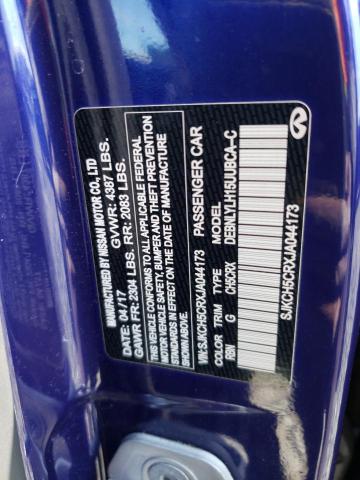 MANUFACTURED BY NISSAN MOTOR CO., LTD
GVWR: 4387 LBS.
DATE: 04/17
GAWR FR: 2304 LBS. RR: 2083 LBS.
THIS VEHICLE CONFORMS TO ALL APPLICABLE FEDERAL
MOTOR VEHICLE SAFETY, BUMPER AND THEFT PREVENTION
STANDARDS IN EFFECT ON THE DATE OF MANUFACTURE
SHOWN ABOVE.
VIN: SJKCH5CRXJA044173 PASSENGER CAR
COLOR TRIM TYPE MODEL
RBN G CH5CRX DEBNLYLH15UUBCA-C
SJKCH5CRXJA044173